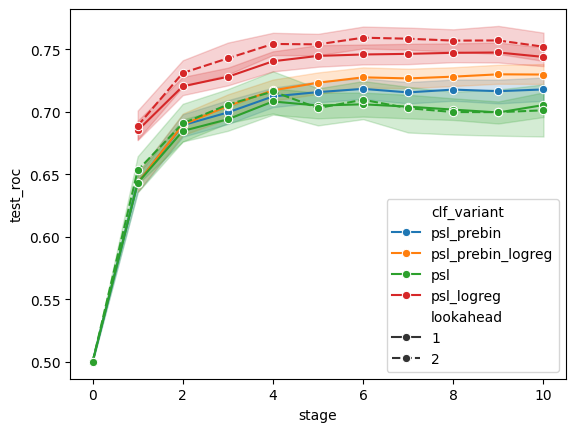 0.75
0.70
0.65
0.60
0.55
0.50
test_roc
clf_variant
psl_prebin
psl_prebin_logreg
psl
psl_logreg
lookahead
1
2
0 2 4 6 8 10
stage